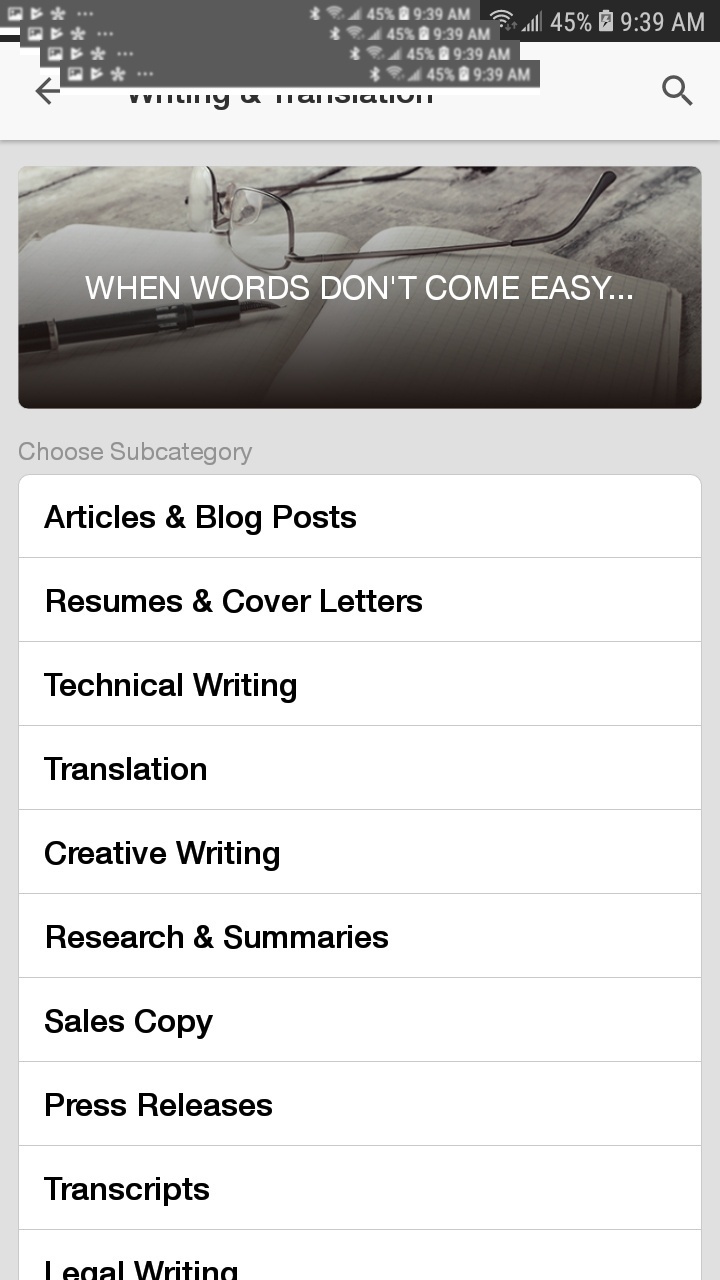 45% 9:39 AM
45% 9:39 AM
45% 9:39 AM
45% 9:39 AM
45% 9:39 AM
Writing & Translation
WHEN WORDS DON'T COME EASY...
Choose Subcategory
Articles & Blog Posts
Resumes & Cover Letters
Technical Writing
Translation
Creative Writing
Research & Summaries
Sales Copy
Press Releases
Transcripts
Legal Writing